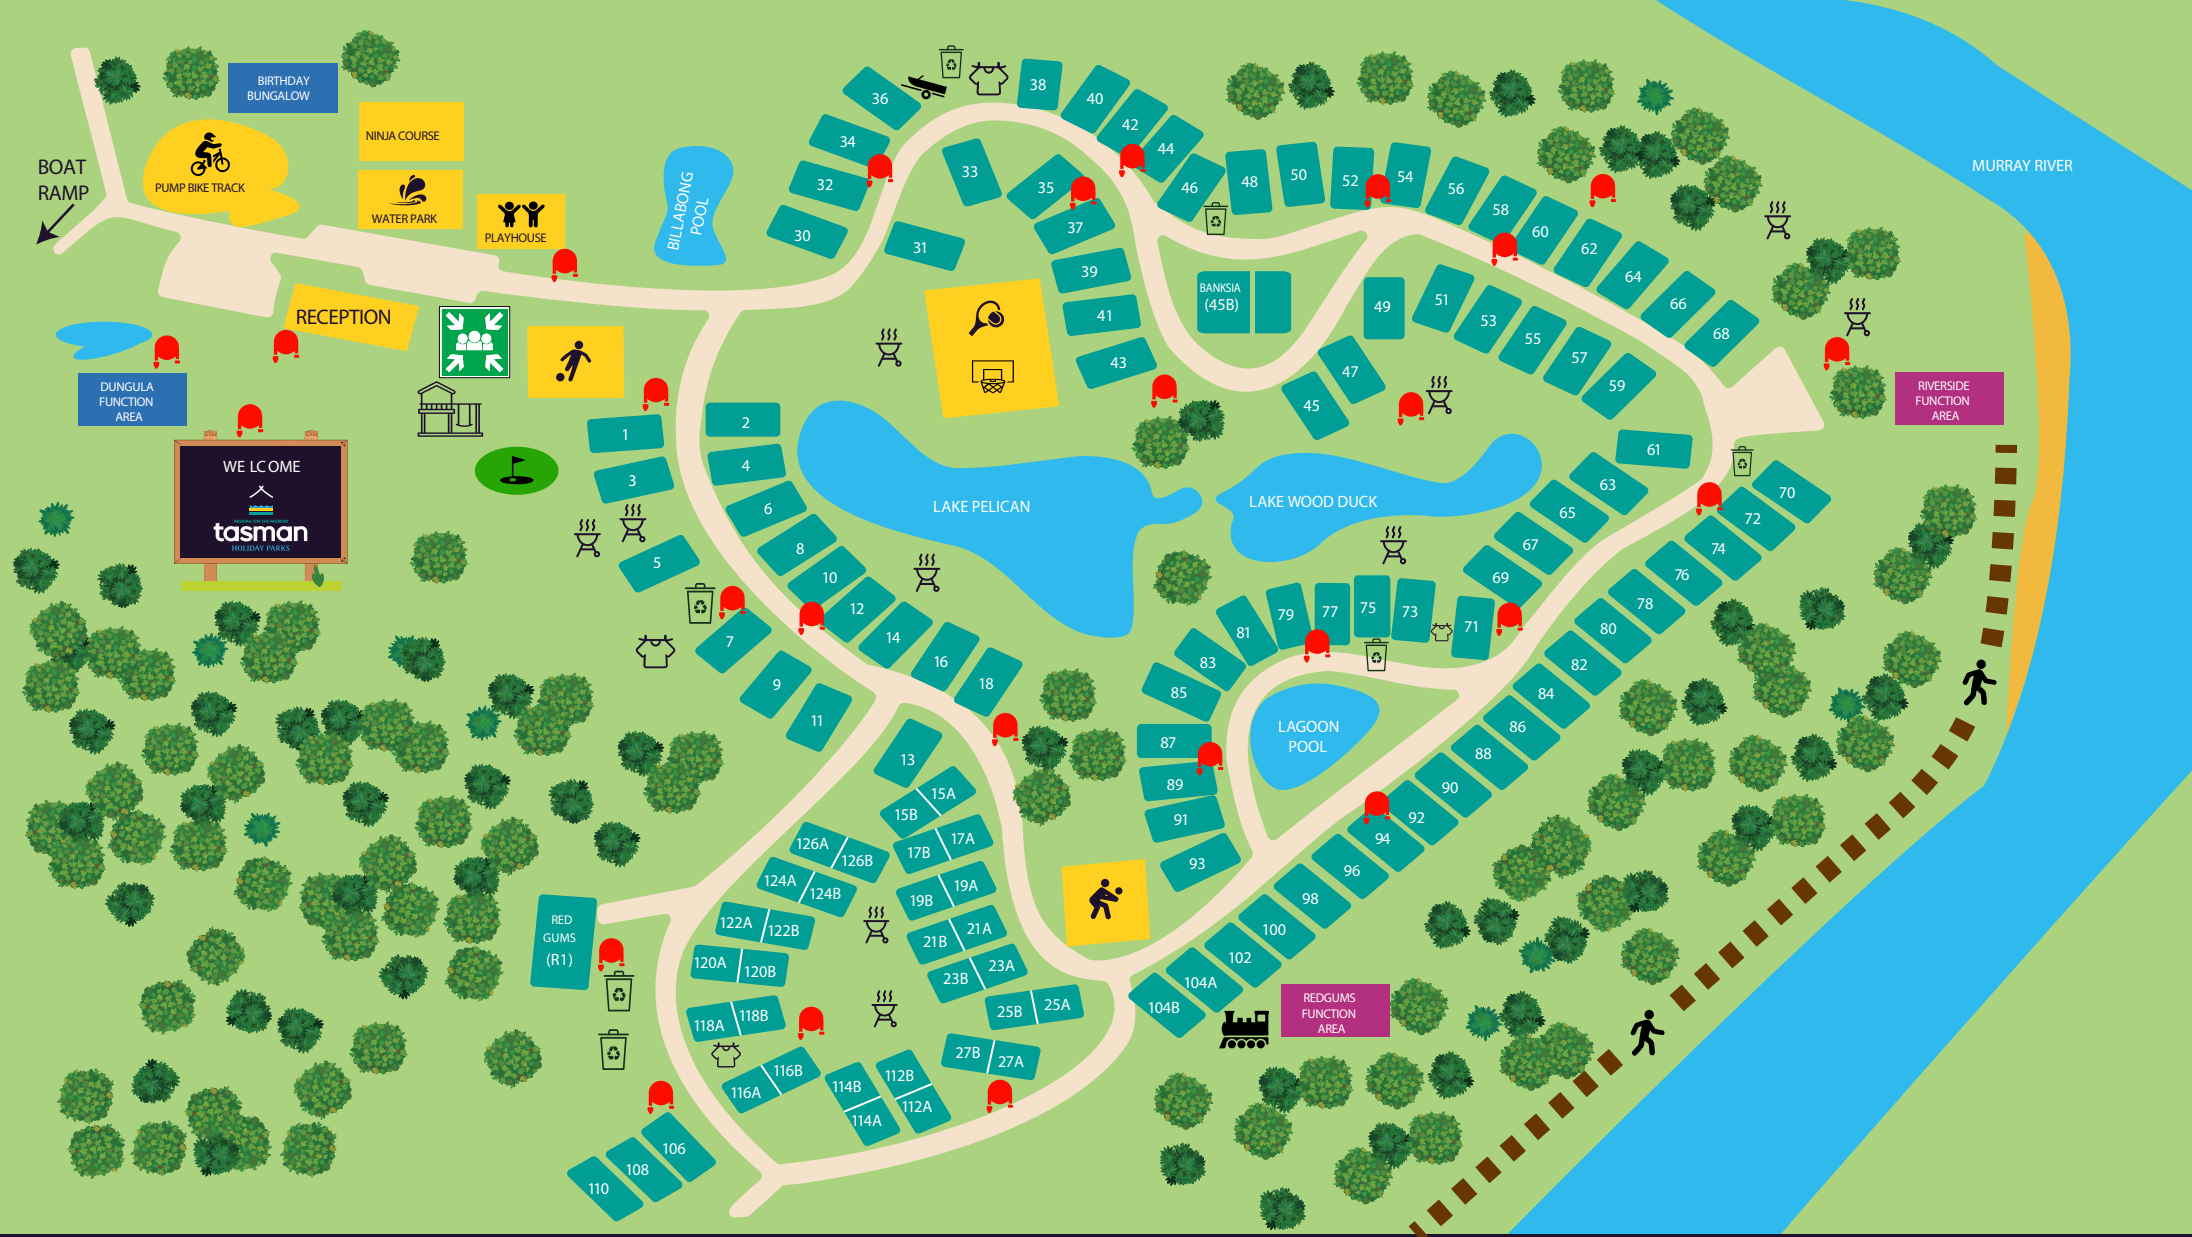 BIRTHDAY
BUNGALOW
NINJA COURSE
PUMP BIKE TRACK
WATER PARK
PLAYHOUSE
BOAT
RAMP
RECEPTION
BILLABONG
POOL
DUNGULA
FUNCTION
AREA
WELCOME
MOAMA ON THE MURRAY
tasman
HOLIDAY PARKS
MURRAY RIVER
RIVERSIDE
FUNCTION
AREA
LAKE PELICAN
LAKE WOOD DUCK
LAGOON
POOL
BANKSIA
(45B)
RED
GUMS
(R1)
REDGUMS
FUNCTION
AREA
1
2
3
4
5
6
7
8
9
10
11
12
13
14
15A
15B
16
17A
17B
18
19A
19B
21A
21B
23A
23B
25A
25B
27A
27B
30
31
32
33
34
35
36
37
38
39
40
41
42
43
44
45
46
47
48
49
50
51
52
53
54
55
56
57
58
59
60
61
62
63
64
65
66
67
68
69
70
71
72
73
74
75
76
77
78
79
80
81
82
83
84
85
86
87
88
89
90
91
92
93
94
96
98
100
102
104A
104B
106
108
110
112A
112B
114A
114B
116A
116B
118A
118B
120A
120B
122A
122B
124A
124B
126A
126B